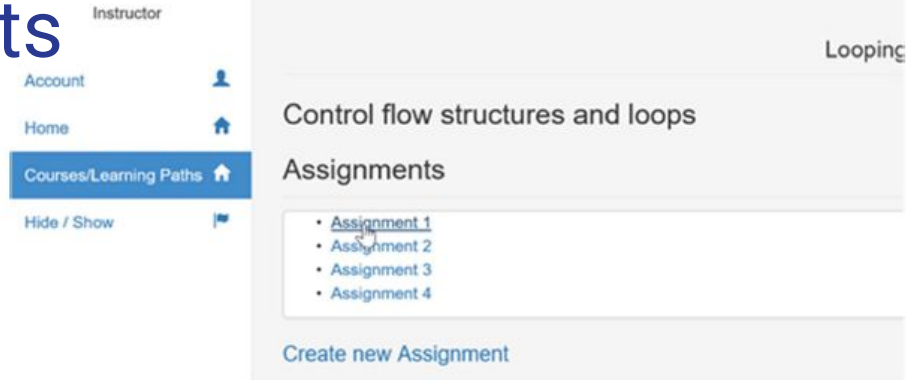 Instructor
ts
Looping
Account
Home
Courses/Learning Paths
Hide / Show
Control flow structures and loops
Assignments
• Assignment 1
• Assignment 2
• Assignment 3
• Assignment 4
Create new Assignment